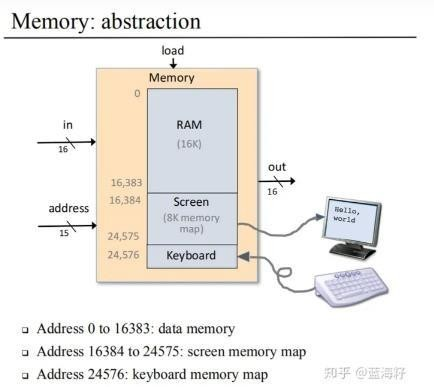 Memory: abstraction
load
Memory
0
in
16
RAM
(16K)
out
16
16,383
16,384
Screen
(8K memory
map)
address
15
24,575
24,576
Keyboard
Hello,
world
❑ Address 0 to 16383: data memory
❑ Address 16384 to 24575: screen memory map
❑ Address 24576: keyboard memory map
知乎 @蓝海籽